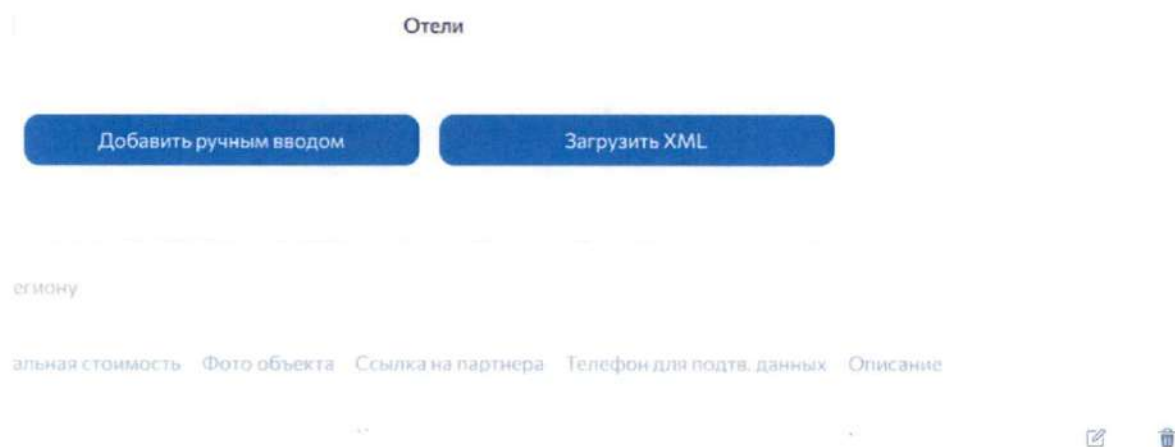 Отели
Добавить ручным вводом Загрузить XML
егиону
альная стоимость Фото объекта Ссылка на партнера Телефон для подтв. данных Описание